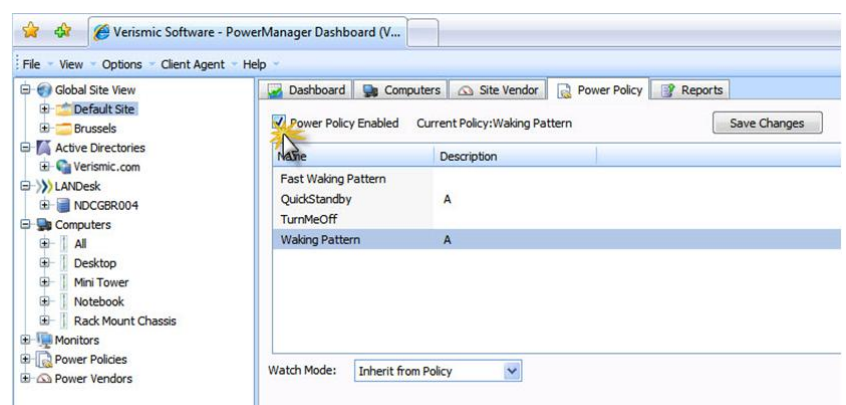 Verismic Software - PowerManager Dashboard (V...
File View Options Client Agent Help
Global Site View
Default Site
Brussels
Active Directories
Verismic.com
LANDesk
NDCGBR004
Computers
All
Desktop
Mini Tower
Notebook
Rack Mount Chassis
Monitors
Power Policies
Power Vendors
Dashboard Computers Site Vendor Power Policy Reports
Power Policy Enabled Current Policy:Waking Pattern Save Changes
Name Description
Fast Waking Pattern
QuickStandby A
TurnMeOff
Waking Pattern A
Watch Mode: Inherit from Policy